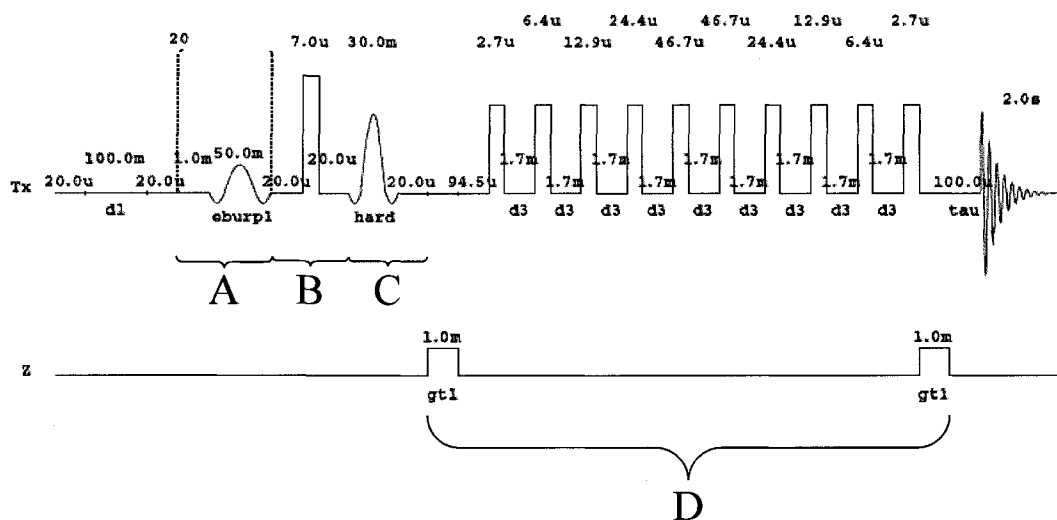 6.4u 24.4u 46.7u 12.9u 2.7u
20 7.0u 30.0m 2.7u 12.9u 46.7u 24.4u 6.4u
2.0s
100.0m 1.0m 50.0m 20.0u 1.7m 1.7m 1.7m 1.7m 1.7m
Tx 20.0u 20.0u 20.0u 20.0u 94.5u 1.7m 1.7m 1.7m 1.7m 100.0u
d1 eburp1 hard d3 d3 d3 d3 d3 d3 d3 d3 d3 tau
A B C
1.0m 1.0m
Z
gt1 gt1
D